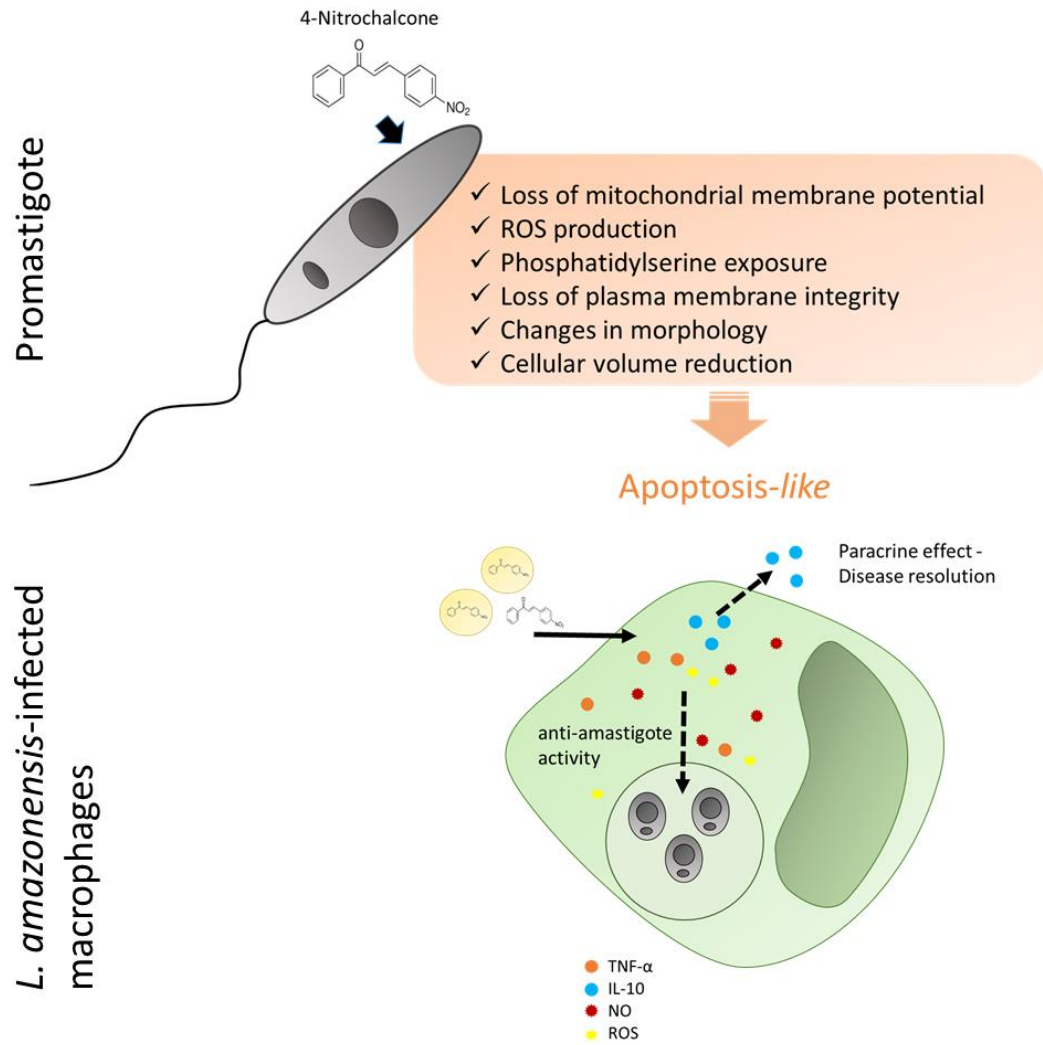 4-Nitrochalcone
O
NO₂
Promastigote
✓ Loss of mitochondrial membrane potential
✓ ROS production
✓ Phosphatidylserine exposure
✓ Loss of plasma membrane integrity
✓ Changes in morphology
✓ Cellular volume reduction
Apoptosis-like
L. amazonensis-infected
macrophages
Paracrine effect -
Disease resolution
O
NO₂
anti-amastigote
activity
TNF-α
IL-10
NO
ROS